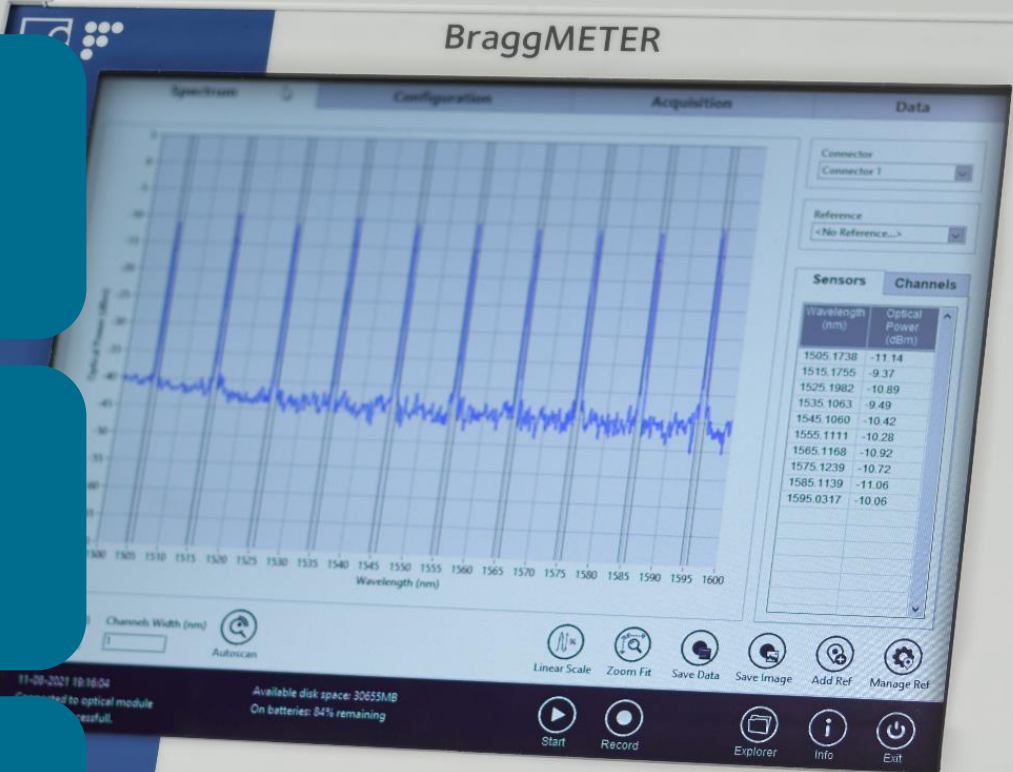 BraggMETER
Spectrum Configuration Acquisition Data
Connector
Connector 1
Reference
<No Reference...>
Sensors Channels
Wavelength (nm) Optical Power (dBm)
1505.1738 -11.14
1515.1755 -9.37
1525.1982 -10.89
1535.1063 -9.49
1545.1060 -10.42
1555.1111 -10.28
1565.1168 -10.92
1575.1239 -10.72
1585.1139 -11.06
1595.0317 -10.06
Optical Power (dBm)
1500 1505 1510 1515 1520 1525 1530 1535 1540 1545 1550 1555 1560 1565 1570 1575 1580 1585 1590 1595 1600
Wavelength (nm)
Channels Width (nm)
1
Autoscan
Linear Scale Zoom Fit Save Data Save Image Add Ref Manage Ref
11-08-2021 19:16:04
Connected to optical module
Available disk space: 30655MB
On batteries: 84% remaining
Start Record Explorer Info Exit